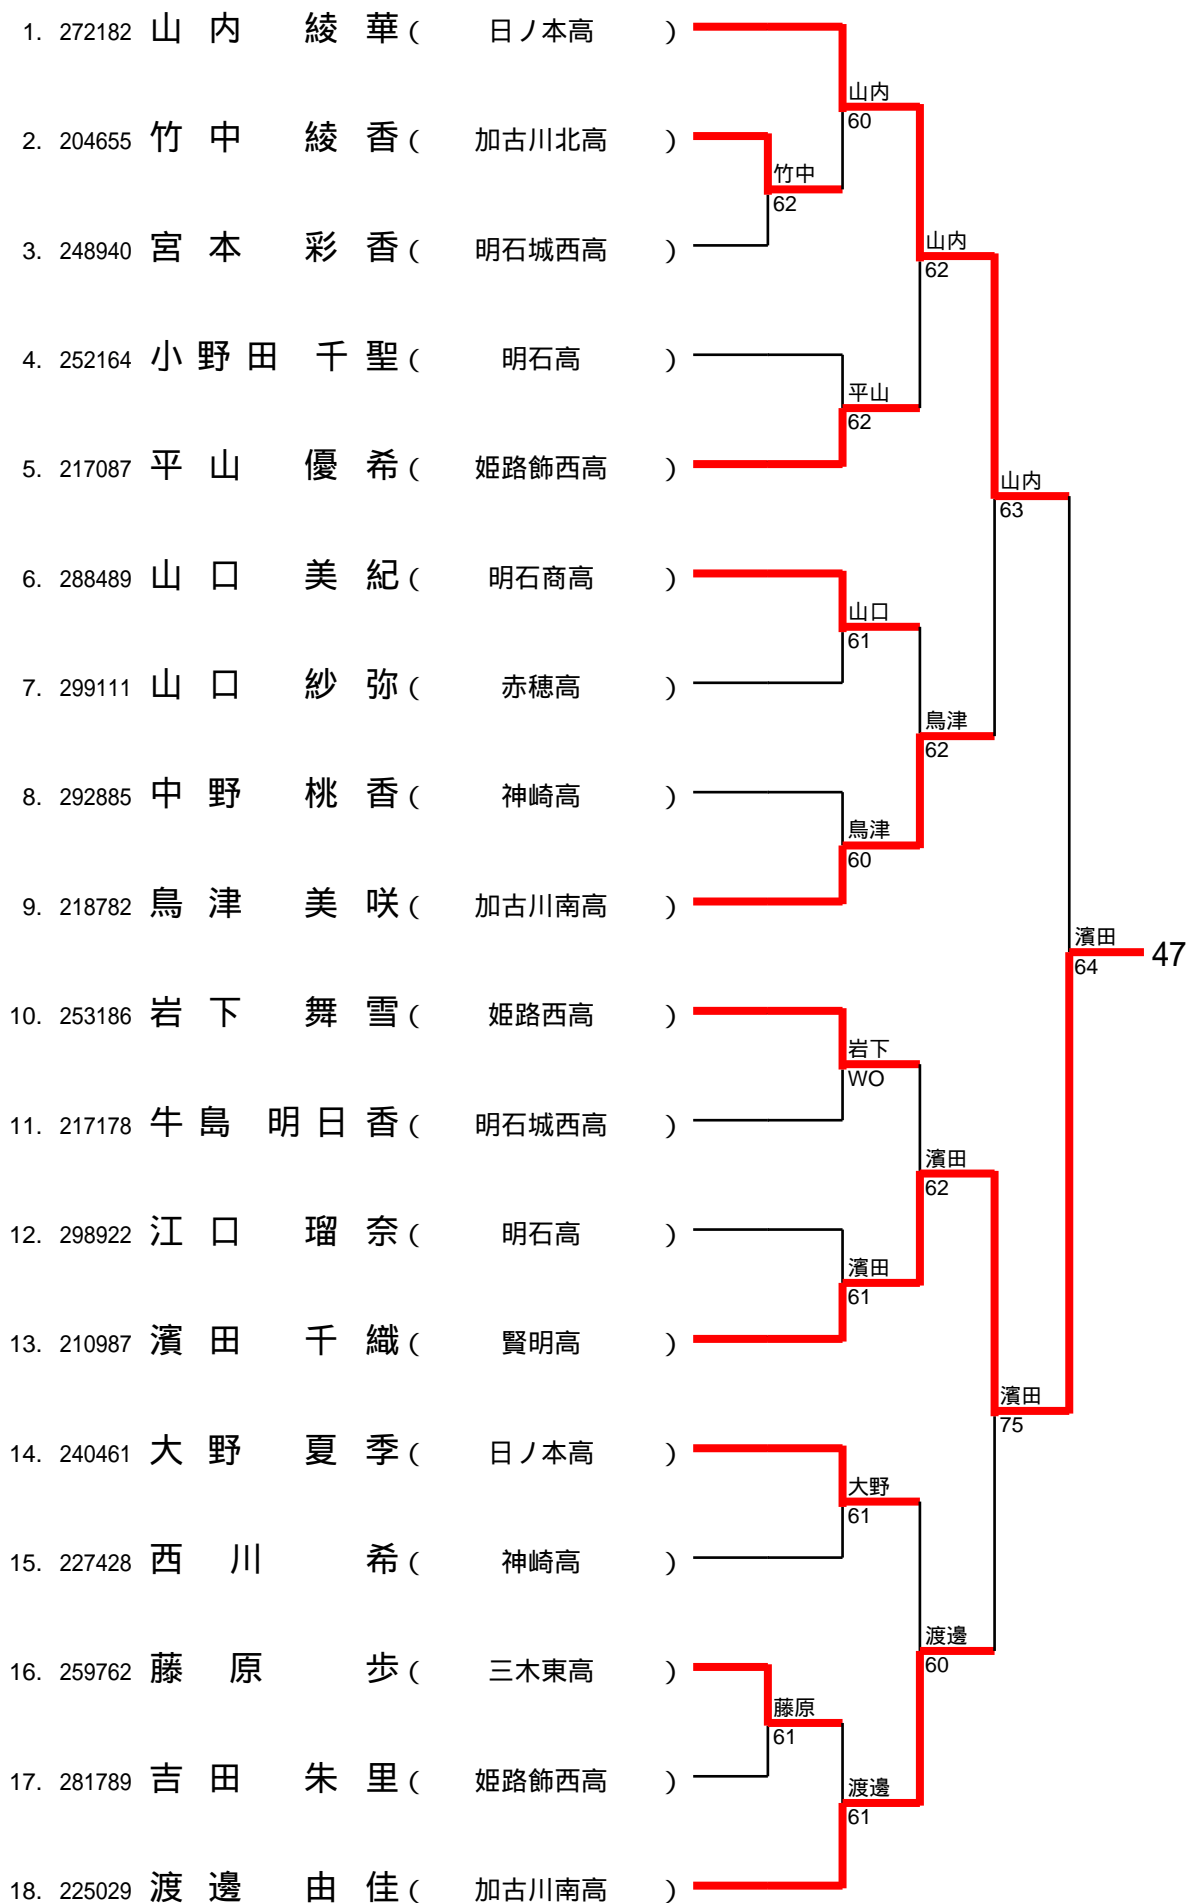 1. 272182 山内 綾華 ( 日ノ本高 )
山内
60
2. 204655 竹中 綾香 ( 加古川北高 )
竹中
62
3. 248940 宮本 彩香 ( 明石城西高 )
山内
62
4. 252164 小野田 千聖 ( 明石高 )
平山
62
5. 217087 平山 優希 ( 姫路飾西高 )
山内
63
6. 288489 山口 美紀 ( 明石商高 )
山口
61
7. 299111 山口 紗弥 ( 赤穂高 )
鳥津
62
8. 292885 中野 桃香 ( 神崎高 )
鳥津
60
9. 218782 鳥津 美咲 ( 加古川南高 )
濱田
64
47
10. 253186 岩下 舞雪 ( 姫路西高 )
岩下
WO
11. 217178 牛島 明日香 ( 明石城西高 )
濱田
62
12. 298922 江口 瑠奈 ( 明石高 )
濱田
61
13. 210987 濱田 千織 ( 賢明高 )
濱田
75
14. 240461 大野 夏季 ( 日ノ本高 )
大野
61
15. 227428 西川 希 ( 神崎高 )
渡邊
60
16. 259762 藤原 歩 ( 三木東高 )
藤原
61
17. 281789 吉田 朱里 ( 姫路飾西高 )
渡邊
61
18. 225029 渡邊 由佳 ( 加古川南高 )